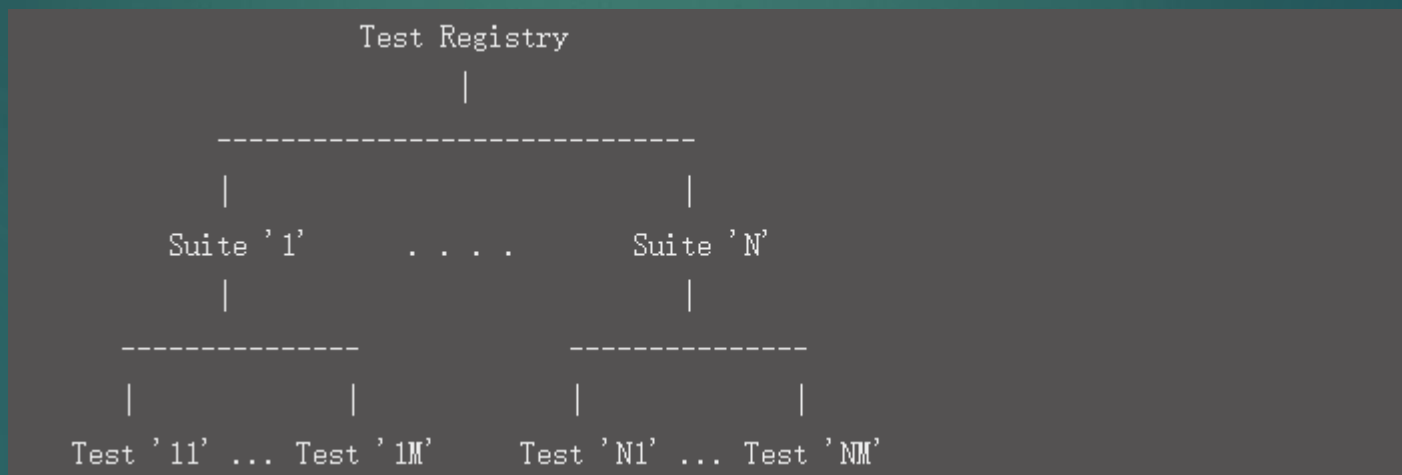 Test Registry
|
------------------------------
| |
Suite '1' . . . . Suite 'N'
| |
--------------- ---------------
| | | |
Test '11' ... Test '1M' Test 'N1' ... Test 'NM'